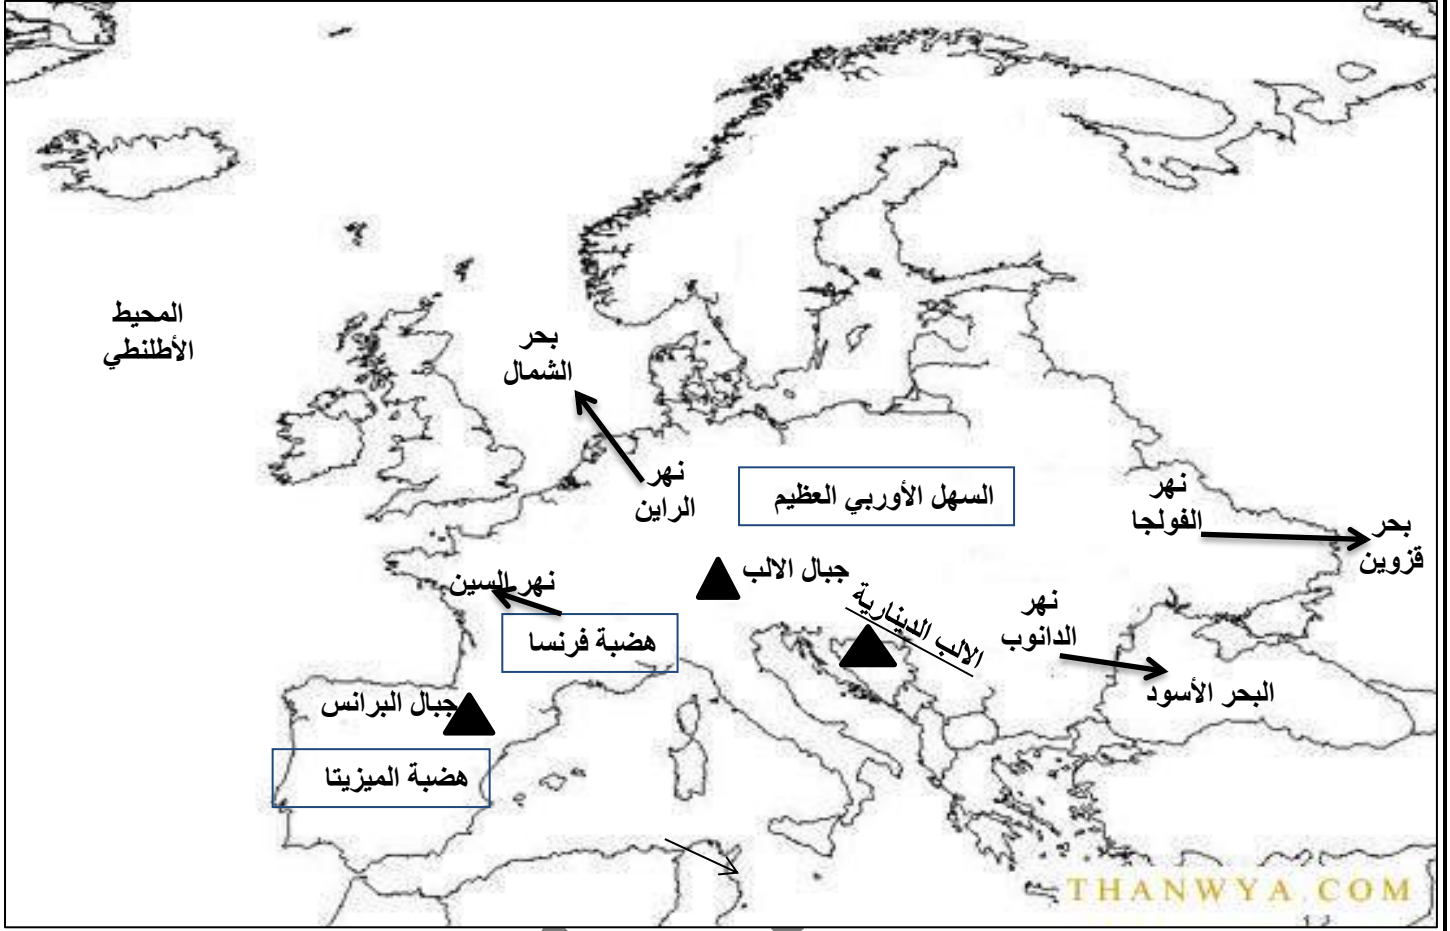 المحيط
الأطلنطي
بحر
الشمال
نهر
الراين
السهل الأوربي العظيم
نهر
الفولجا
بحر
قزوين
جبال الالب
نهر السين
الالب الدينارية
نهر
الدانوب
هضبة فرنسا
البحر الأسود
جبال البرانس
هضبة الميزيتا
THANWYA.COM